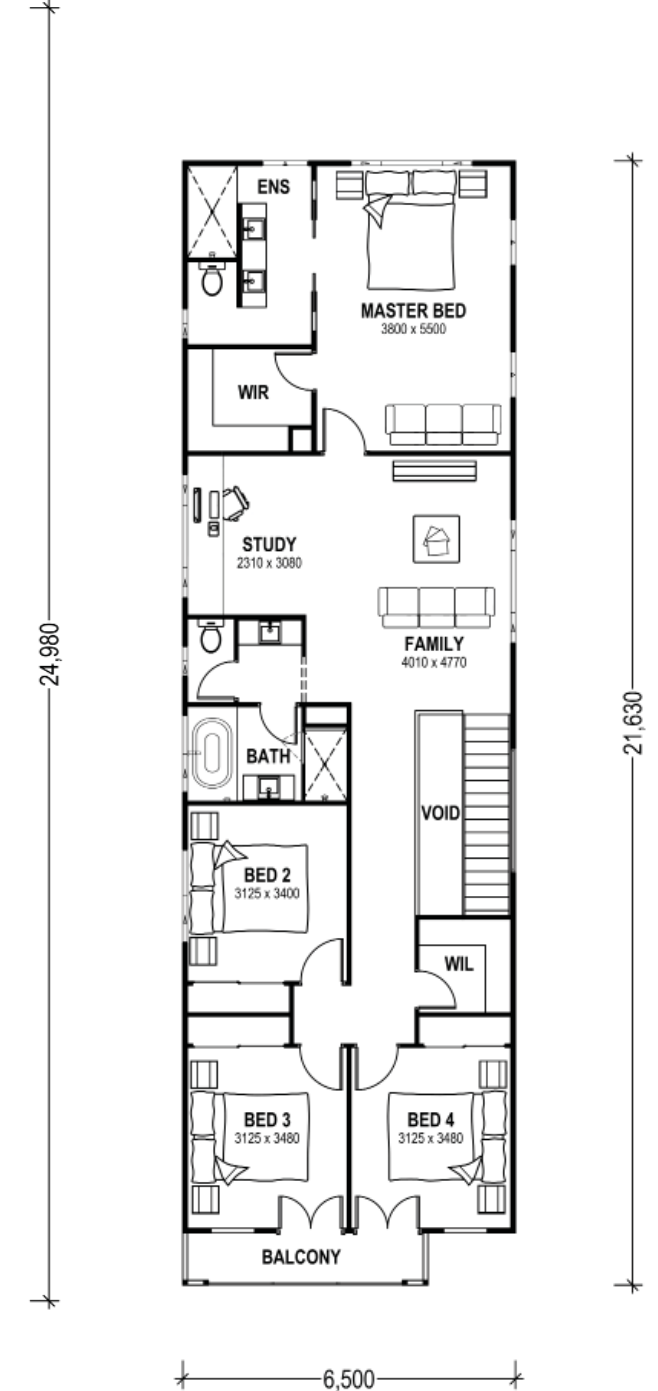 ENS
MASTER BED
3800 x 5500
WIR
STUDY
2310 x 3080
FAMILY
4010 x 4770
24,980
21,630
BATH
VOID
BED 2
3125 x 3400
WIL
BED 3
3125 x 3480
BED 4
3125 x 3480
BALCONY
6,500